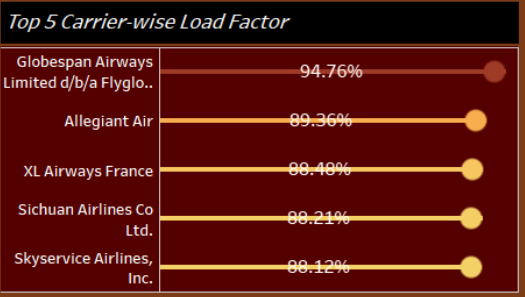 Top 5 Carrier-wise Load Factor
Globespan Airways
Limited d/b/a Flyglo..
94.76%
Allegiant Air
89.36%
XL Airways France
88.48%
Sichuan Airlines Co
Ltd.
88.21%
Skyservice Airlines,
Inc.
88.12%